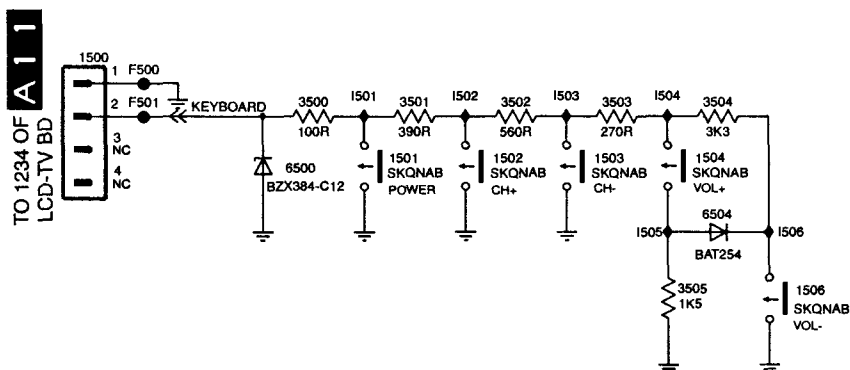 TO 1234 OF A11
LCD-TV BD
1500
1 F500
2 F501
3
NC
4
NC
KEYBOARD
3500
100R
I501
3501
390R
I502
3502
560R
I503
3503
270R
I504
3504
3K3
6500
BZX384-C12
1501
SKQNAB
POWER
1502
SKQNAB
CH+
1503
SKQNAB
CH-
1504
SKQNAB
VOL+
6504
I505
I506
BAT254
3505
1K5
1506
SKQNAB
VOL-